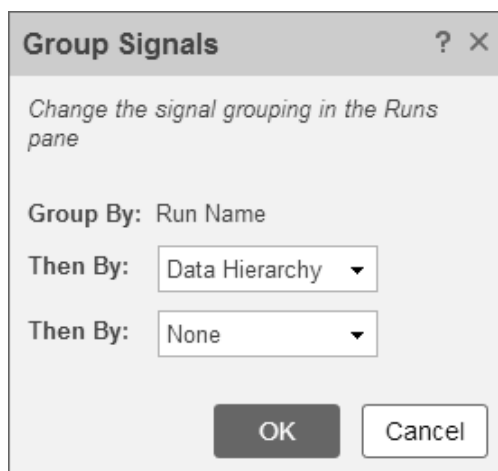 Group Signals ? ×
Change the signal grouping in the Runs
pane
Group By: Run Name
Then By: Data Hierarchy
Then By: None
OK Cancel